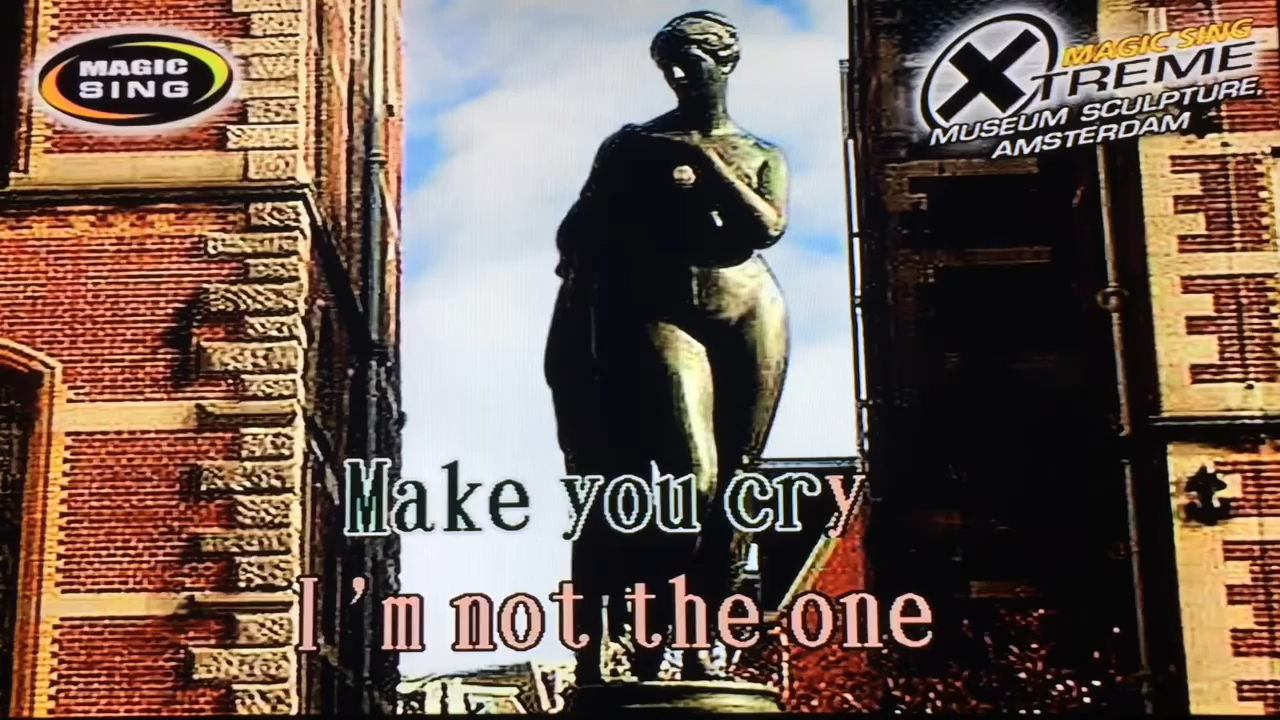 MAGIC
SING
MAGIC SING
XTREME
MUSEUM SCULPTURE,
AMSTERDAM
Make you cry
I'm not the one